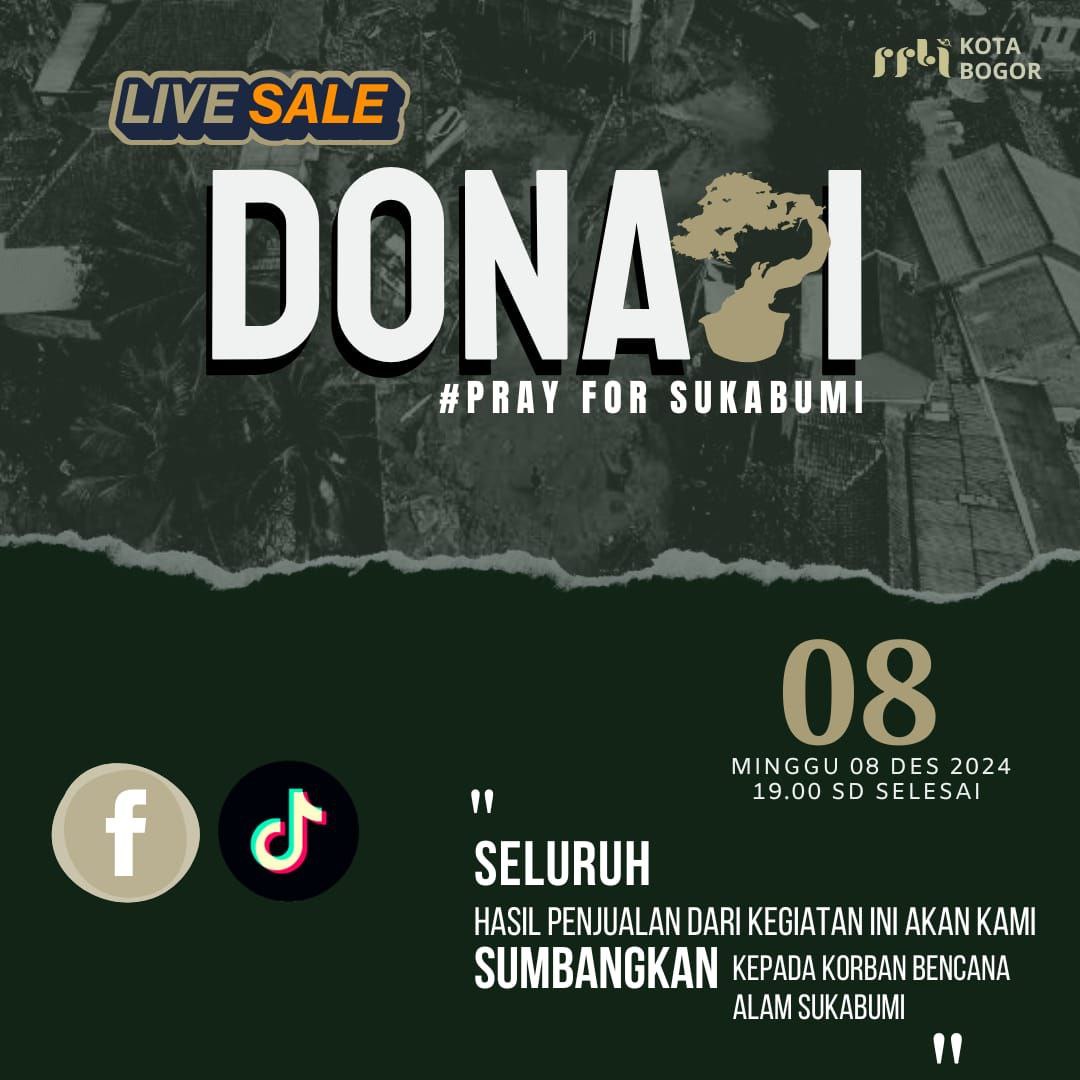 KOTA
BOGOR
LIVE SALE
DONASI
#PRAY FOR SUKABUMI
08
MINGGU 08 DES 2024
19.00 SD SELESAI
"
SELURUH
HASIL PENJUALAN DARI KEGIATAN INI AKAN KAMI
SUMBANGKAN KEPADA KORBAN BENCANA
ALAM SUKABUMI
"